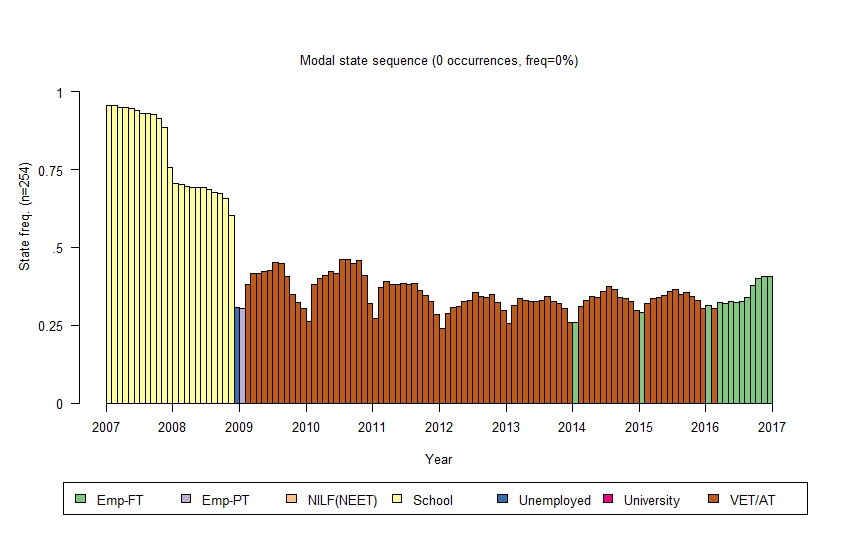 Modal state sequence (0 occurrences, freq=0%)
State freq. (n=254)
1
0.75
.5
0.25
0
2007 2008 2009 2010 2011 2012 2013 2014 2015 2016 2017
Year
Emp-FT Emp-PT NILF(NEET) School Unemployed University VET/AT